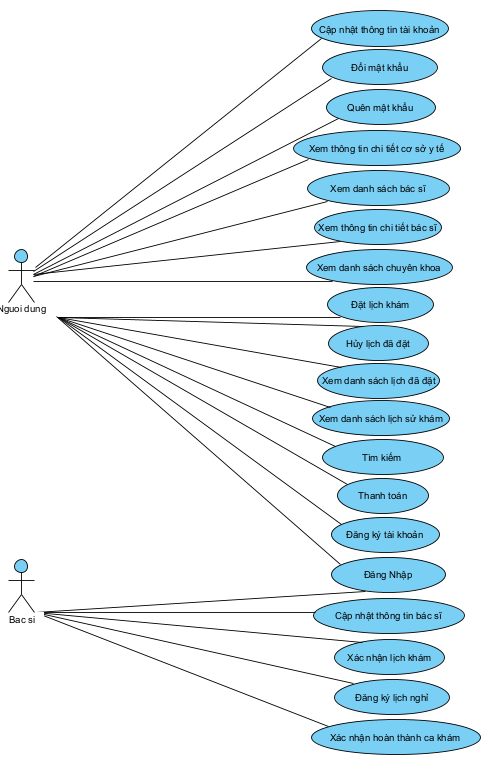 Cập nhật thông tin tài khoản
Đổi mật khẩu
Quên mật khẩu
Xem thông tin chi tiết cơ sở y tế
Xem danh sách bác sĩ
Xem thông tin chi tiết bác sĩ
Xem danh sách chuyên khoa
Nguoi dung
Đặt lịch khám
Hủy lịch đã đặt
Xem danh sách lịch đã đặt
Xem danh sách lịch sử khám
Tìm kiếm
Thanh toán
Đăng ký tài khoản
Đăng Nhập
Bac si
Cập nhật thông tin bác sĩ
Xác nhận lịch khám
Đăng ký lịch nghỉ
Xác nhận hoàn thành ca khám